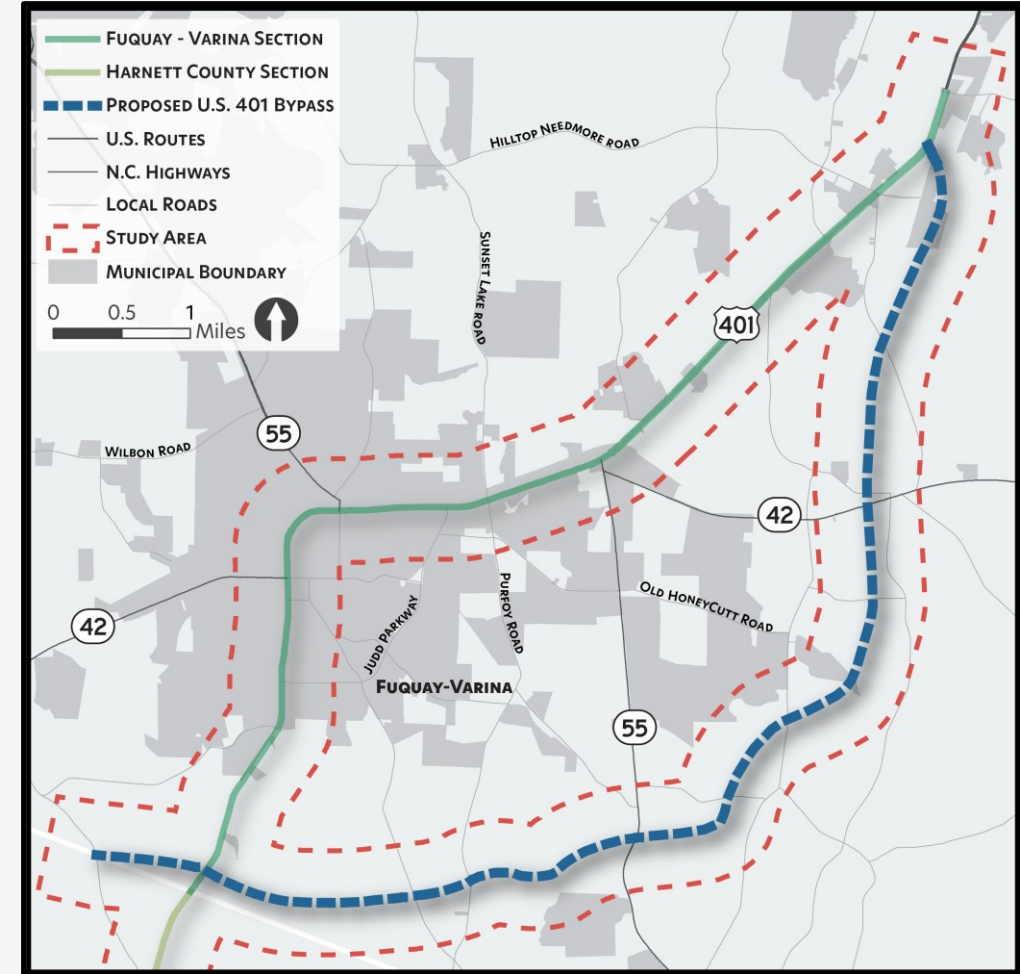 Fuquay - Varina Section
Harnett County Section
Proposed U.S. 401 Bypass
U.S. Routes
N.C. Highways
Local Roads
Study Area
Municipal Boundary
0 0.5 1
Miles
Hilltop Needmore Road
Sunset Lake Road
401
55
Wilbon Road
42
Old HoneyCutt Road
Purfoy Road
Judd Parkway
42
Fuquay-Varina
55